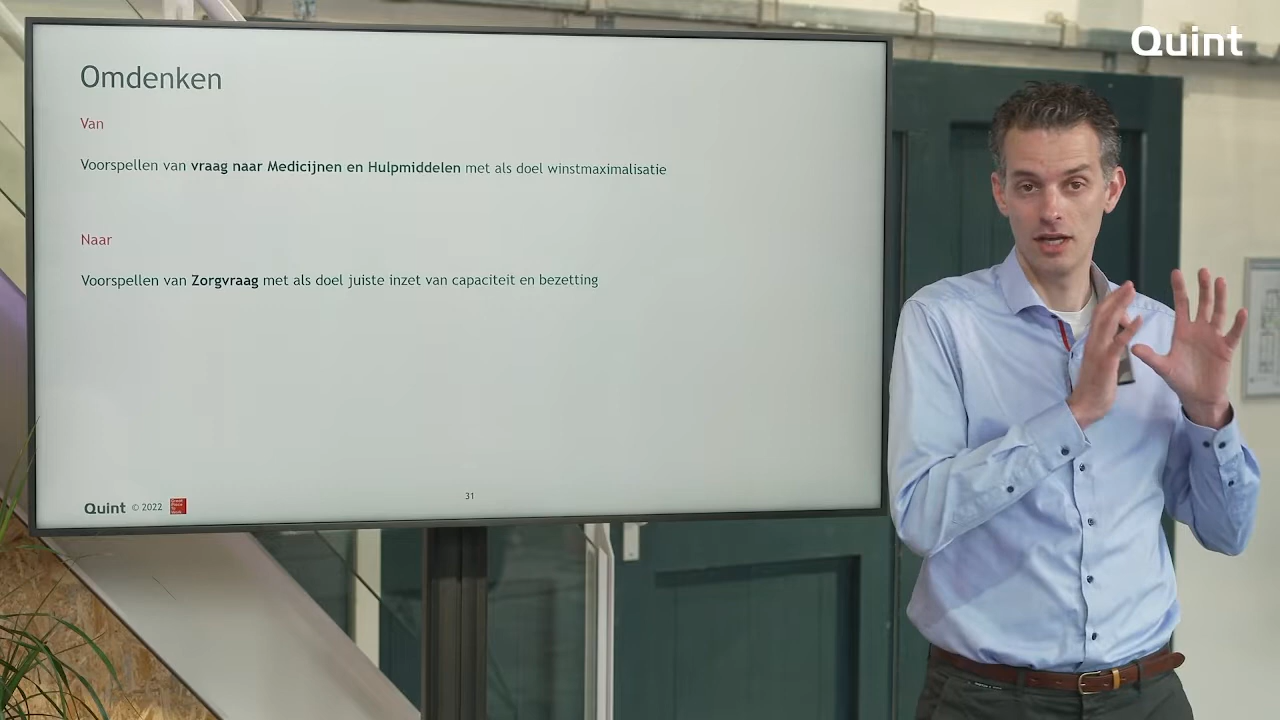 Quint
Omdenken
Van
Voorspellen van vraag naar Medicijnen en Hulpmiddelen met als doel winstmaximalisatie
Naar
Voorspellen van Zorgvraag met als doel juiste inzet van capaciteit en bezetting
Quint © 2022
31